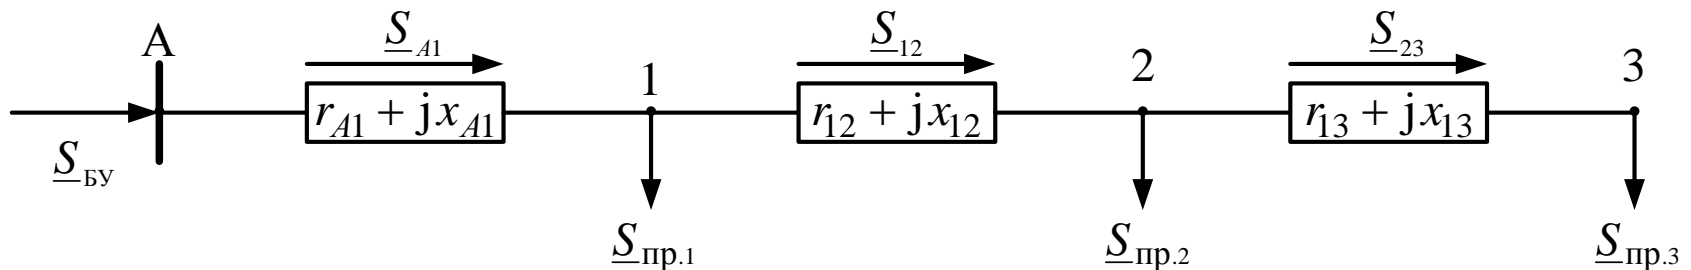 S_A1 S_12 S_23
A 1 2 3
r_A1 + jx_A1 r_12 + jx_12 r_13 + jx_13
S_БУ
S_пр.1 S_пр.2 S_пр.3